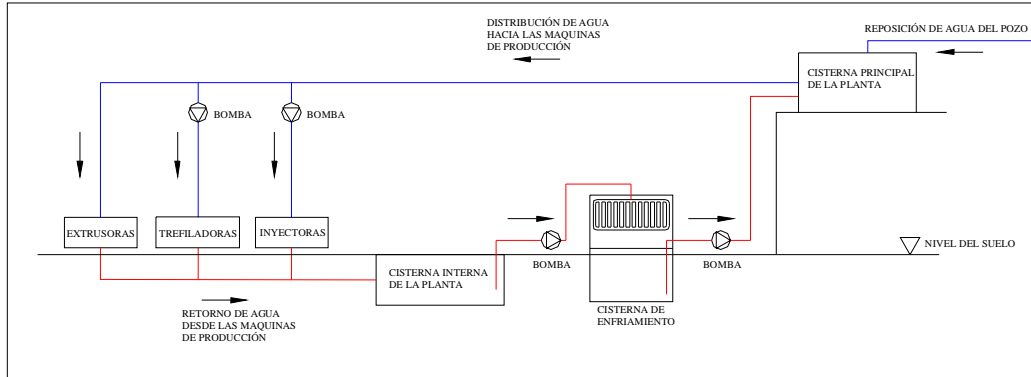 DISTRIBUCIÓN DE AGUA
HACIA LAS MAQUINAS
DE PRODUCCIÓN
REPOSICIÓN DE AGUA DEL POZO
CISTERNA PRINCIPAL
DE LA PLANTA
BOMBA
BOMBA
EXTRUSORAS
TREFILADORAS
INYECTORAS
NIVEL DEL SUELO
CISTERNA INTERNA
DE LA PLANTA
BOMBA
BOMBA
CISTERNA DE
ENFRIAMIENTO
RETORNO DE AGUA
DESDE LAS MAQUINAS
DE PRODUCCIÓN